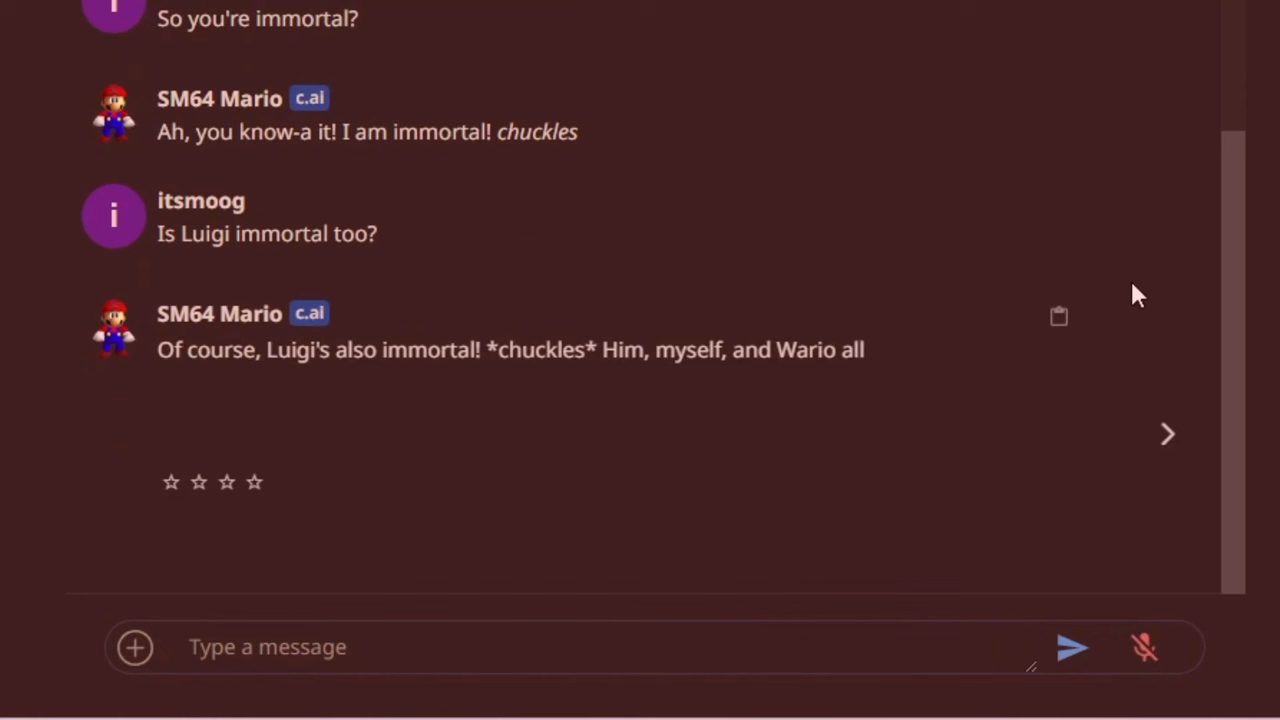 So you're immortal?
SM64 Mario c.ai
Ah, you know-a it! I am immortal! chuckles
i itsmoog
Is Luigi immortal too?
SM64 Mario c.ai
Of course, Luigi's also immortal! *chuckles* Him, myself, and Wario all
Type a message